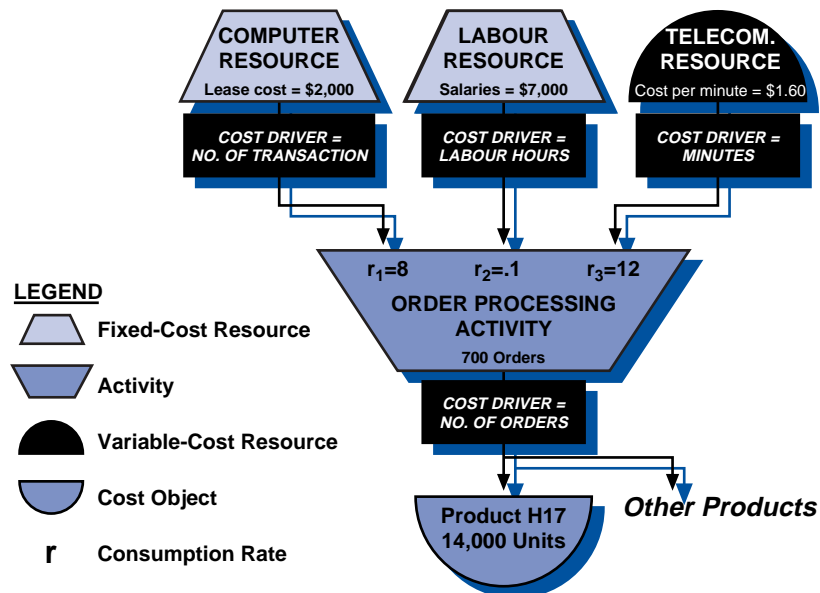 COMPUTER
RESOURCE
Lease cost = $2,000
LABOUR
RESOURCE
Salaries = $7,000
TELECOM.
RESOURCE
Cost per minute = $1.60
COST DRIVER =
NO. OF TRANSACTION
COST DRIVER =
LABOUR HOURS
COST DRIVER =
MINUTES
r1=8
r2=.1
r3=12
ORDER PROCESSING
ACTIVITY
700 Orders
LEGEND
Fixed-Cost Resource
Activity
Variable-Cost Resource
Cost Object
r Consumption Rate
COST DRIVER =
NO. OF ORDERS
Product H17
14,000 Units
Other Products